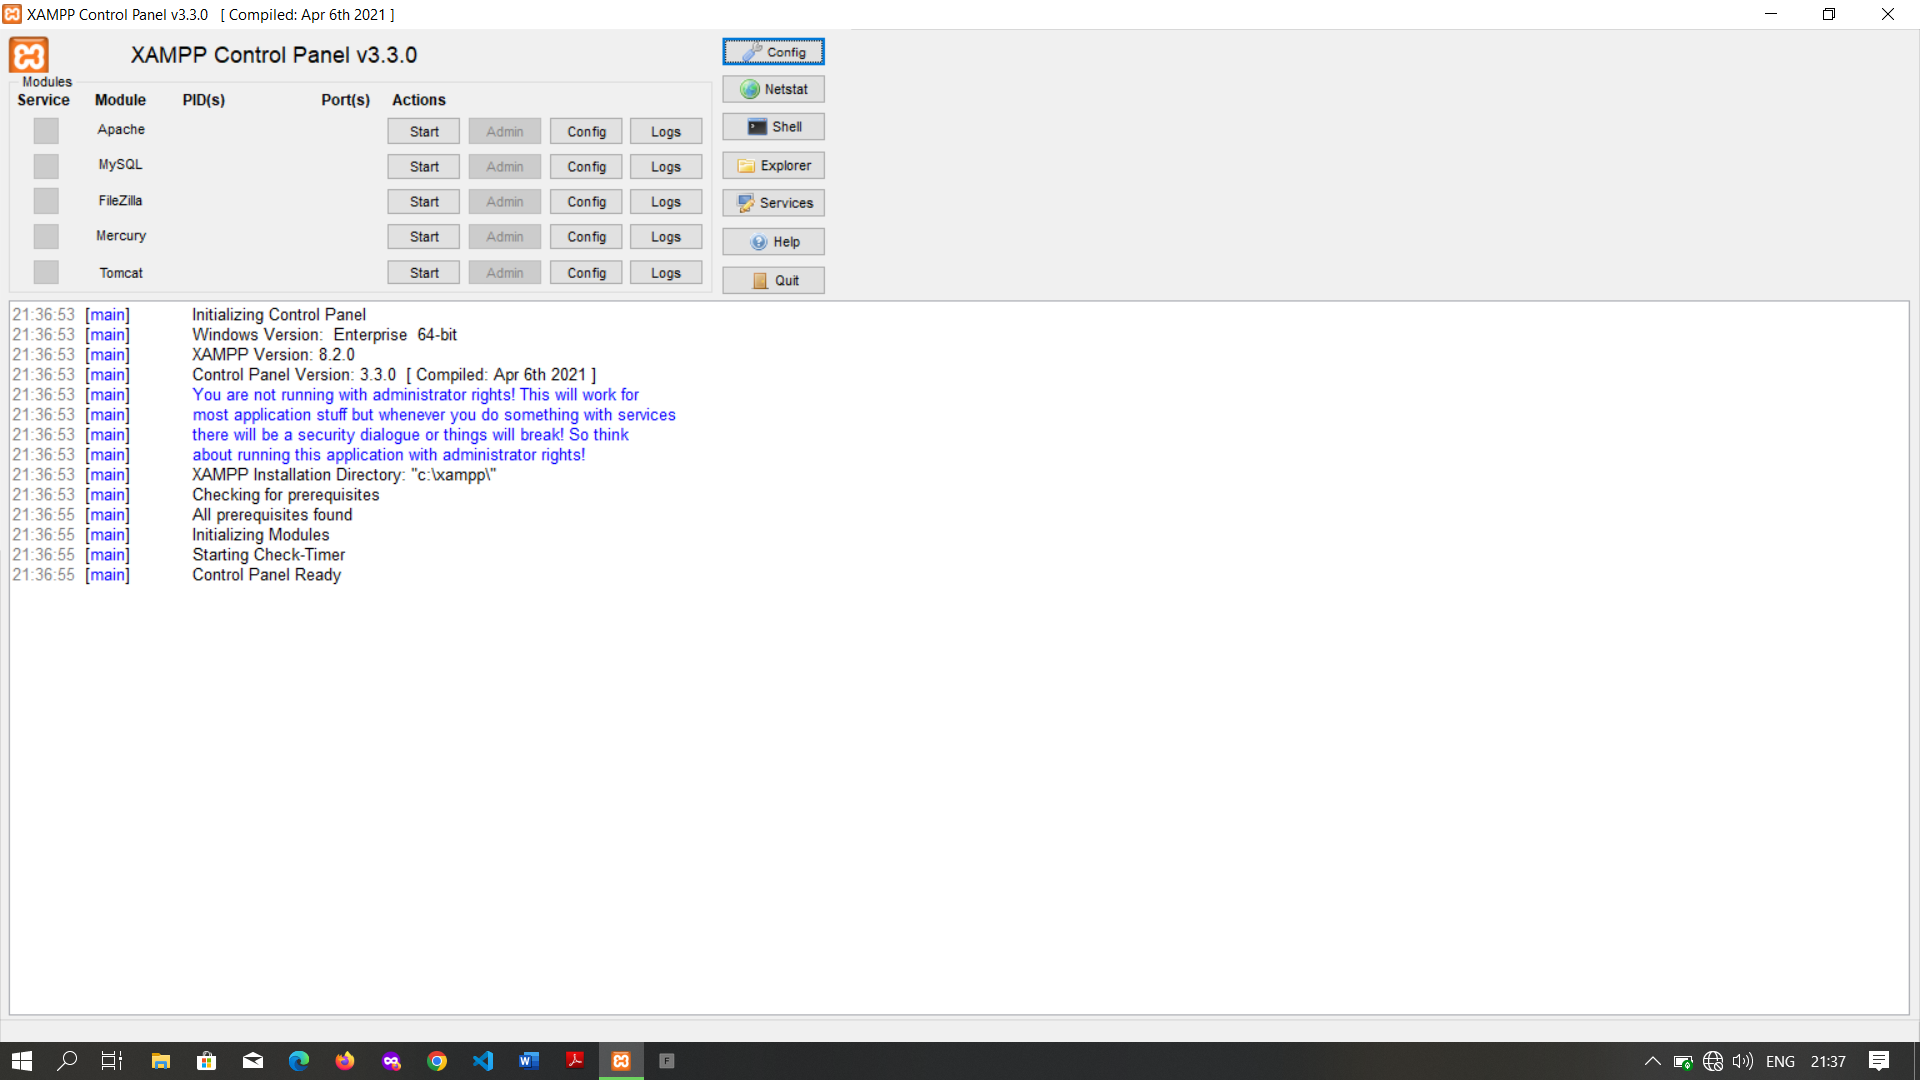 XAMPP Control Panel v3.3.0 [ Compiled: Apr 6th 2021 ]
XAMPP Control Panel v3.3.0
Config
Modules
Service Module PID(s) Port(s) Actions
Netstat
Apache Start Admin Config Logs
Shell
MySQL Start Admin Config Logs
Explorer
FileZilla Start Admin Config Logs
Services
Mercury Start Admin Config Logs
Help
Tomcat Start Admin Config Logs
Quit
21:36:53 [main] Initializing Control Panel
21:36:53 [main] Windows Version: Enterprise 64-bit
21:36:53 [main] XAMPP Version: 8.2.0
21:36:53 [main] Control Panel Version: 3.3.0 [ Compiled: Apr 6th 2021 ]
21:36:53 [main] You are not running with administrator rights! This will work for
21:36:53 [main] most application stuff but whenever you do something with services
21:36:53 [main] there will be a security dialogue or things will break! So think
21:36:53 [main] about running this application with administrator rights!
21:36:53 [main] XAMPP Installation Directory: "c:\xampp\"
21:36:53 [main] Checking for prerequisites
21:36:55 [main] All prerequisites found
21:36:55 [main] Initializing Modules
21:36:55 [main] Starting Check-Timer
21:36:55 [main] Control Panel Ready
F
ENG 21:37